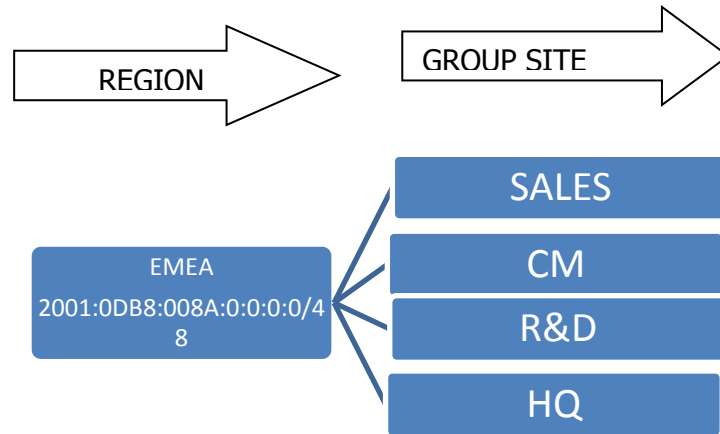 REGION
GROUP SITE
EMEA
2001:0DB8:008A:0:0:0:0/4
8
SALES
CM
R&D
HQ